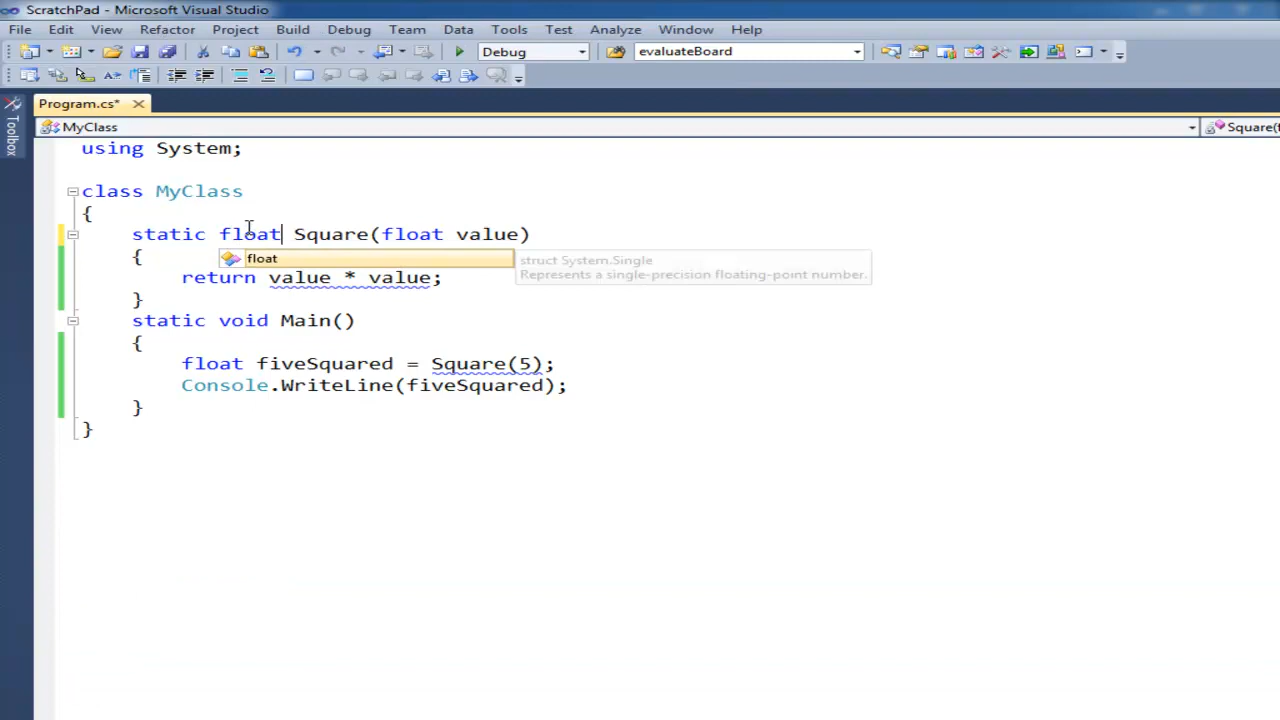 ScratchPad - Microsoft Visual Studio
File Edit View Refactor Project Build Debug Team Data Tools Test Analyze Window Help
Debug evaluateBoard
Program.cs*
Toolbox
MyClass Square(f
using System;
class MyClass
{
static float Square(float value)
{
float
struct System.Single
Represents a single-precision floating-point number.
return value * value;
}
static void Main()
{
float fiveSquared = Square(5);
Console.WriteLine(fiveSquared);
}
}